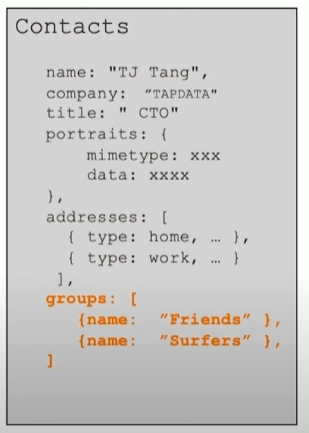 Contacts
name: "TJ Tang",
company: "TAPDATA"
title: " CTO"
portraits: {
mimetype: xxx
data: xxxx
},
addresses: [
{ type: home, … },
{ type: work, … }
],
groups: [
{name: "Friends" },
{name: "Surfers" },
]